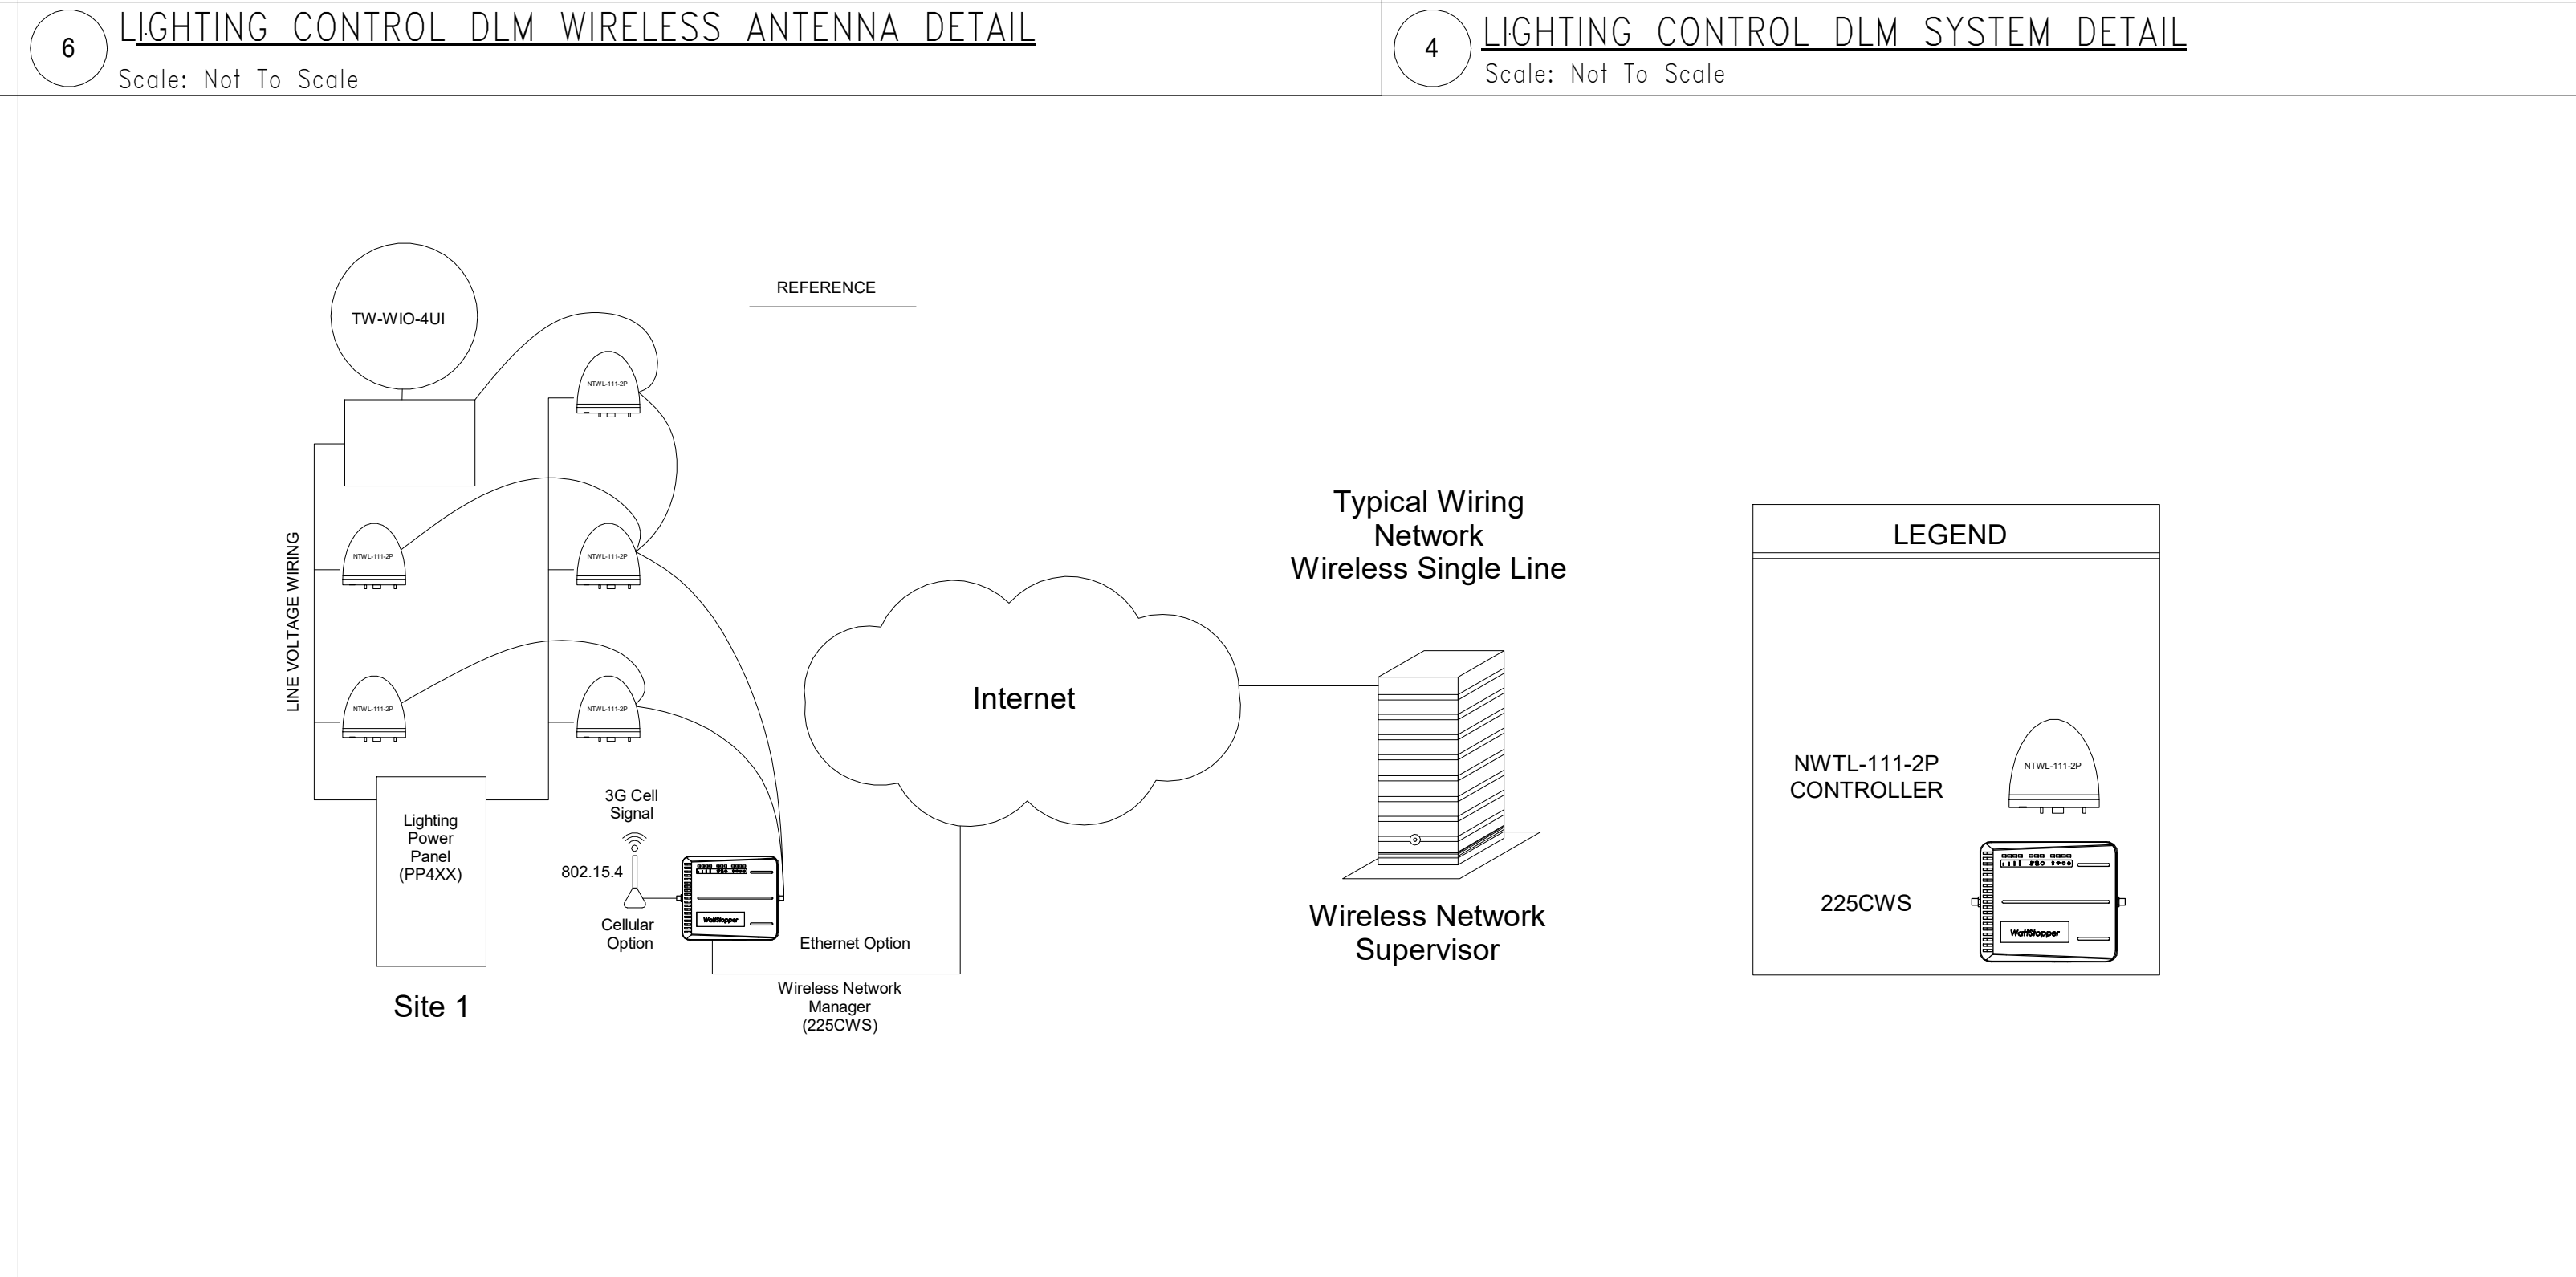 6
LIGHTING CONTROL DLM WIRELESS ANTENNA DETAIL
Scale: Not To Scale
4
LIGHTING CONTROL DLM SYSTEM DETAIL
Scale: Not To Scale
TW-WIO-4UI
REFERENCE
NTWL-111-2P
LINE VOLTAGE WIRING
NTWL-111-2P
NTWL-111-2P
NTWL-111-2P
NTWL-111-2P
Lighting
Power
Panel
(PP4XX)
Site 1
3G Cell
Signal
802.15.4
Cellular
Option
WattStopper
Ethernet Option
Wireless Network
Manager
(225CWS)
Internet
Typical Wiring
Network
Wireless Single Line
Wireless Network
Supervisor
LEGEND
NWTL-111-2P
CONTROLLER
NTWL-111-2P
225CWS
WattStopper